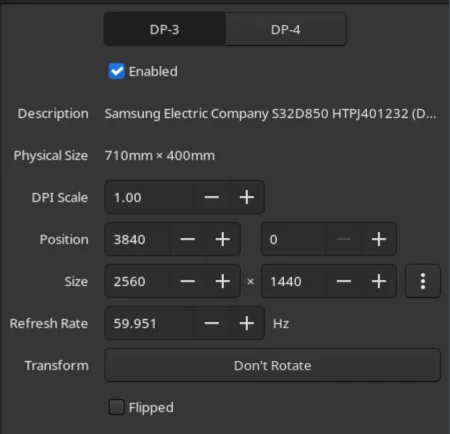 DP-3 DP-4
Enabled
Description Samsung Electric Company S32D850 HTPJ401232 (D...
Physical Size 710mm × 400mm
DPI Scale 1.00 — +
Position 3840 — + 0 — +
Size 2560 — + × 1440 — +
Refresh Rate 59.951 — + Hz
Transform Don't Rotate
Flipped